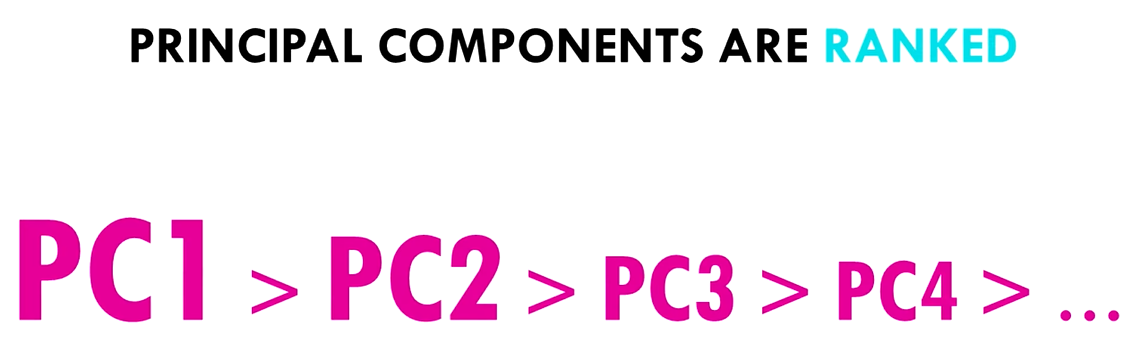 PRINCIPAL COMPONENTS ARE RANKED
PC1 > PC2 > PC3 > PC4 > ...